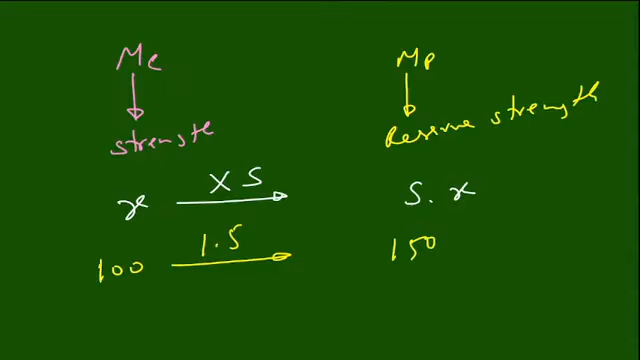 Me Mp
strength Reserve strength
x × S S. x
100 1.5 150